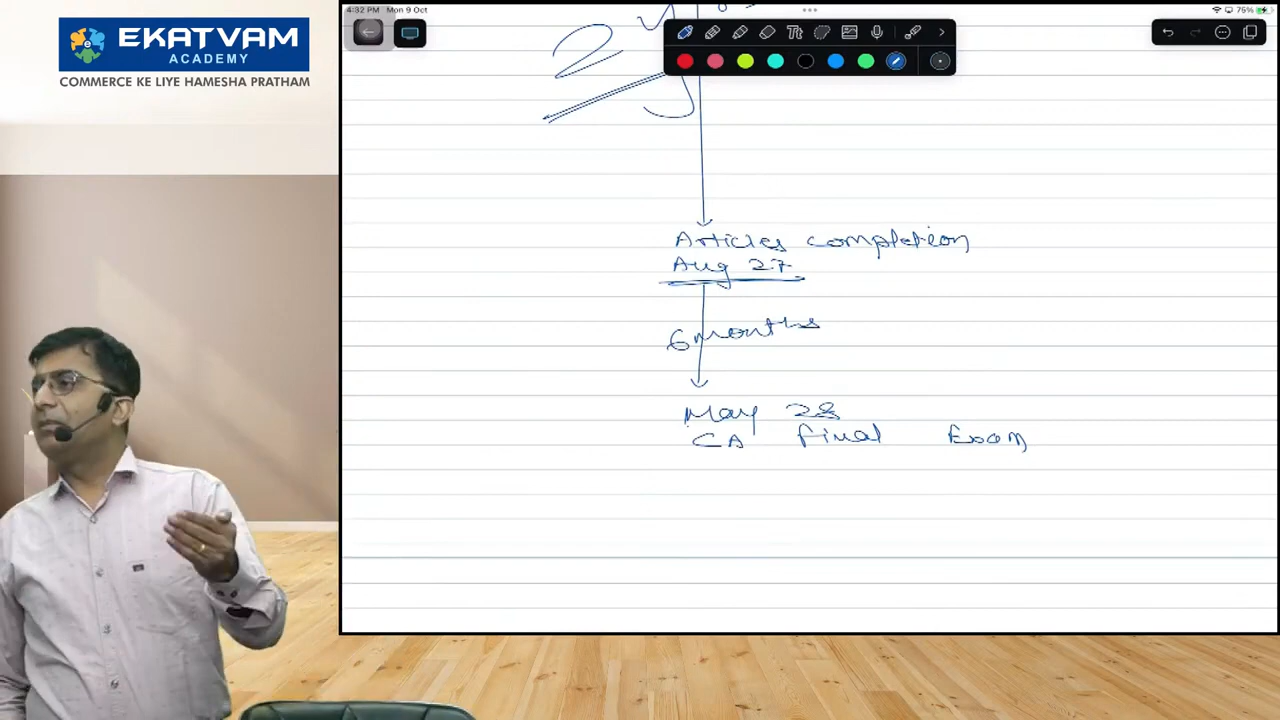 EKATVAM
ACADEMY
COMMERCE KE LIYE HAMESHA PRATHAM
4:32 PM Mon 9 Oct
75%
Tt
2 y
Articles completion
Aug 27
6 months
May 28
CA Final Exam